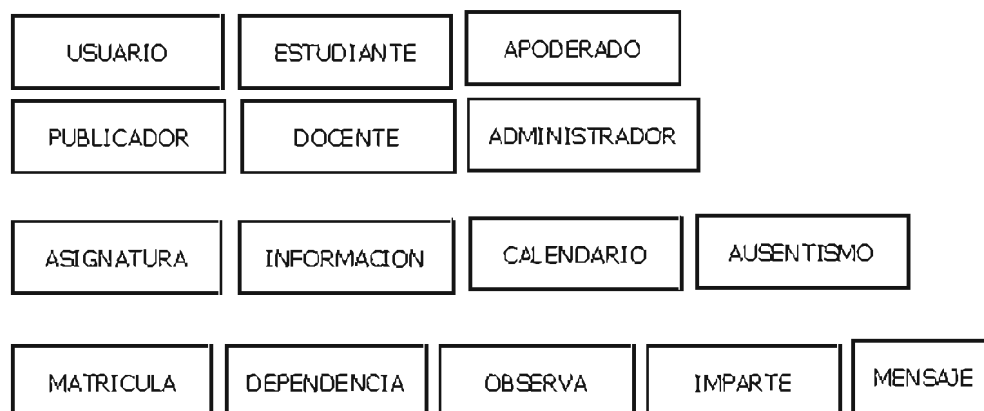 USUARIO ESTUDIANTE APODERADO
PUBLICADOR DOCENTE ADMINISTRADOR
ASIGNATURA INFORMACION CALENDARIO AUSENTISMO
MATRICULA DEPENDENCIA OBSERVA IMPARTE MENSAJE